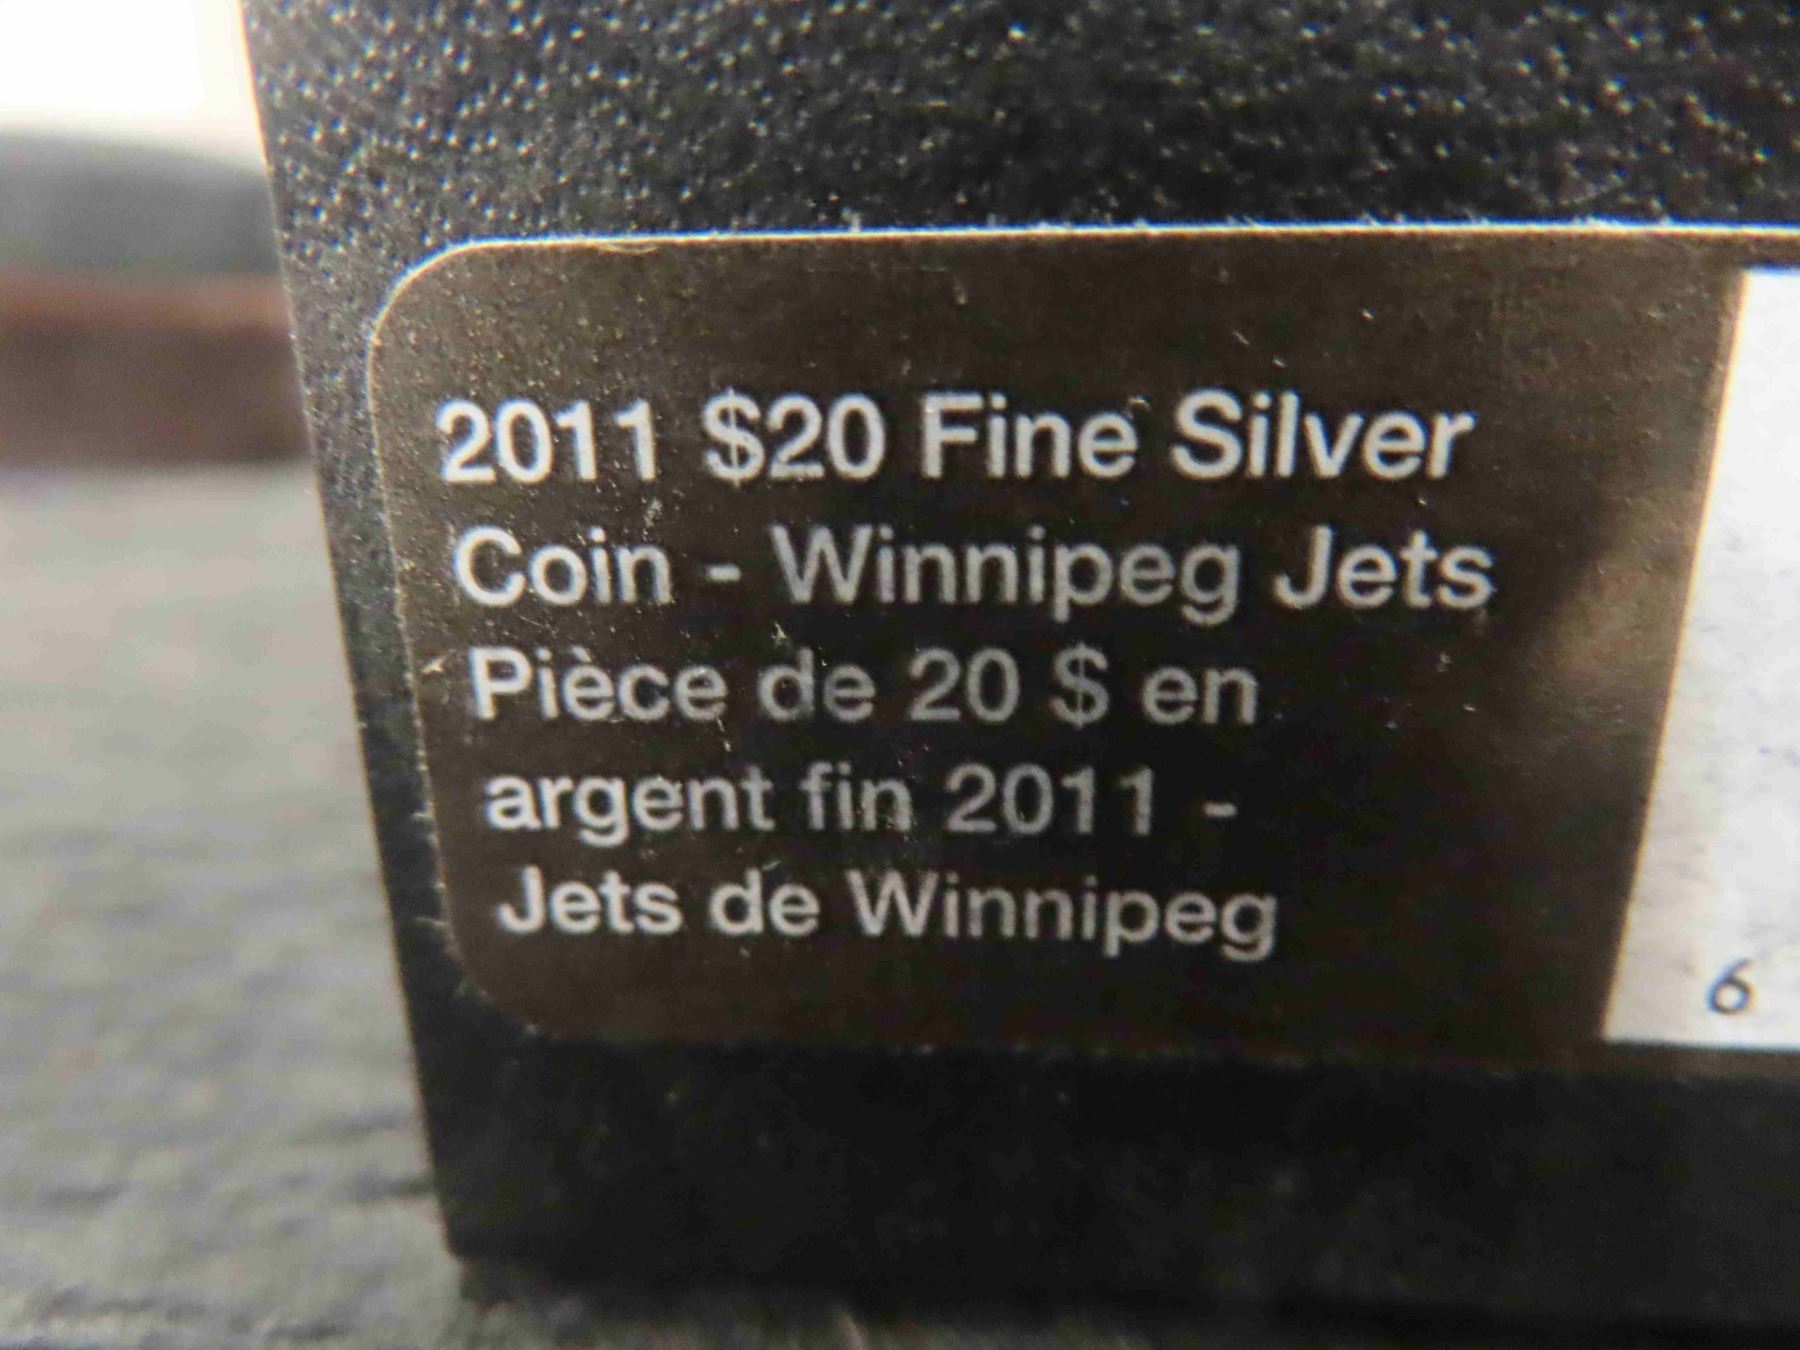 2011 $20 Fine Silver
Coin - Winnipeg Jets
Pièce de 20 $ en
argent fin 2011 -
Jets de Winnipeg
6